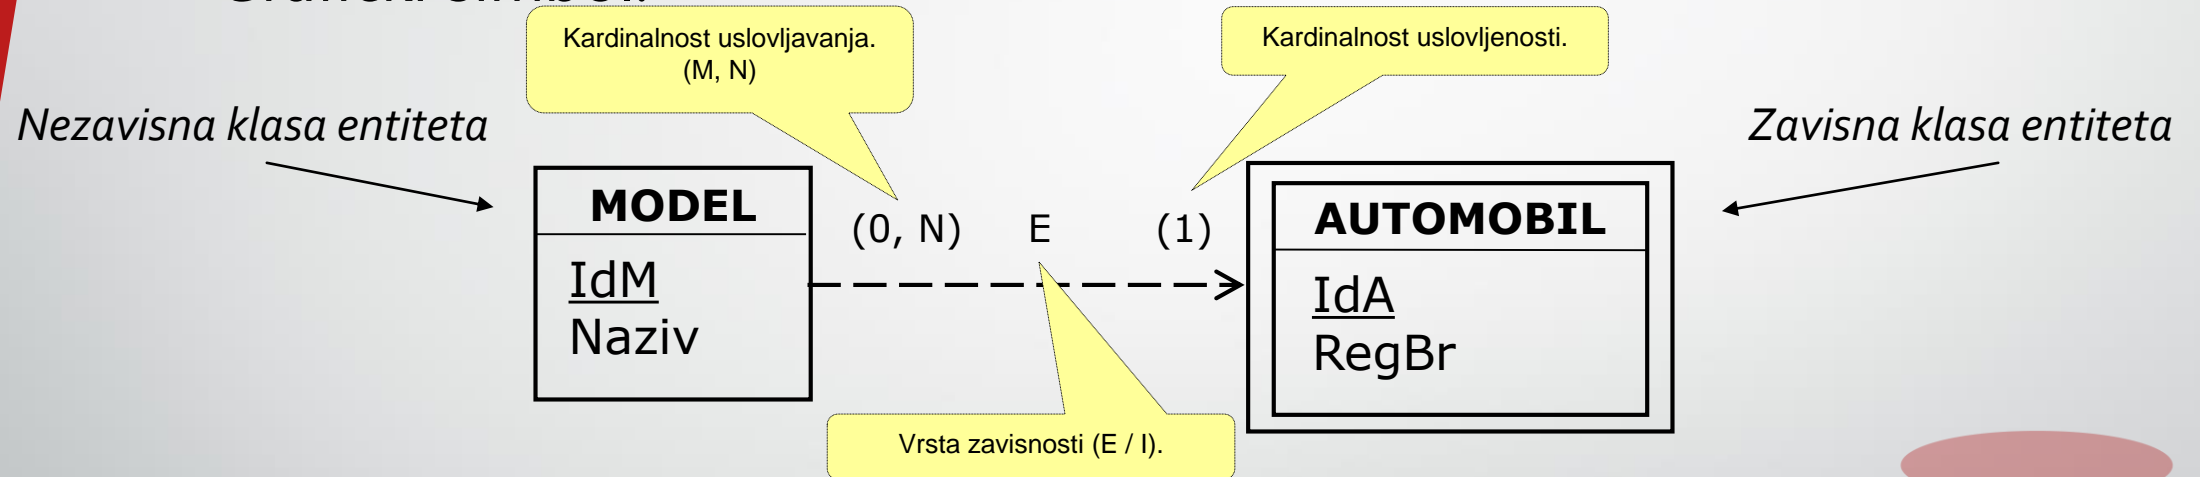 Kardinalnost uslovljavanja.
(M, N)
Kardinalnost uslovljenosti.
Nezavisna klasa entiteta
Zavisna klasa entiteta
MODEL
(0, N) E (1)
AUTOMOBIL
IdM
Naziv
IdA
RegBr
Vrsta zavisnosti (E / I).